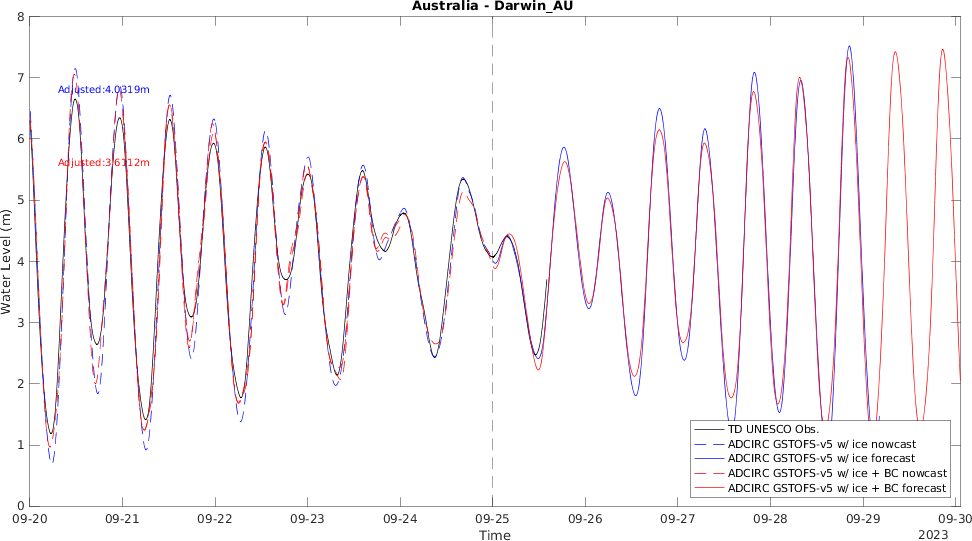 Australia - Darwin_AU
8
7
6
5
4
3
2
1
0
Water Level (m)
Adjusted:4.0319m
Adjusted:3.6112m
TD UNESCO Obs.
ADCIRC GSTOFS-v5 w/ ice nowcast
ADCIRC GSTOFS-v5 w/ ice forecast
ADCIRC GSTOFS-v5 w/ ice + BC nowcast
ADCIRC GSTOFS-v5 w/ ice + BC forecast
09-20 09-21 09-22 09-23 09-24 09-25 09-26 09-27 09-28 09-29 09-30
Time
2023